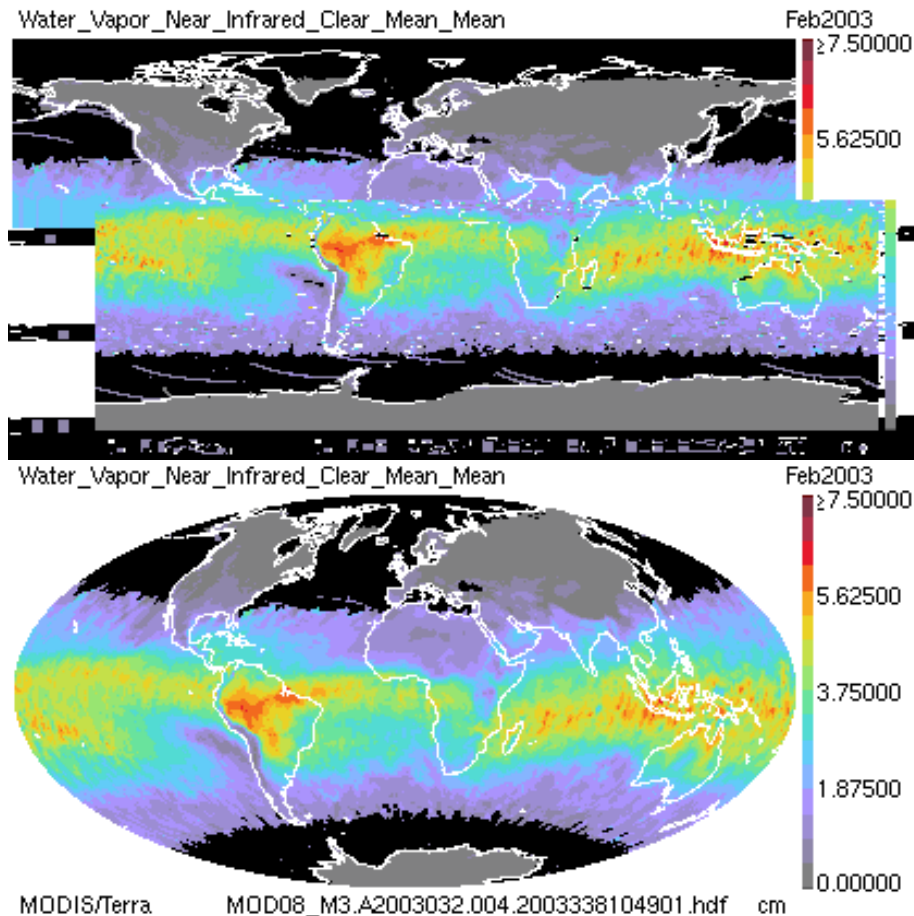 Water_Vapor_Near_Infrared_Clear_Mean_Mean Feb2003
≥7.50000
5.62500
Water_Vapor_Near_Infrared_Clear_Mean_Mean Feb2003
≥7.50000
5.62500
3.75000
1.87500
0.00000
MODIS/Terra MOD08_M3.A2003032.004.2003338104901.hdf cm